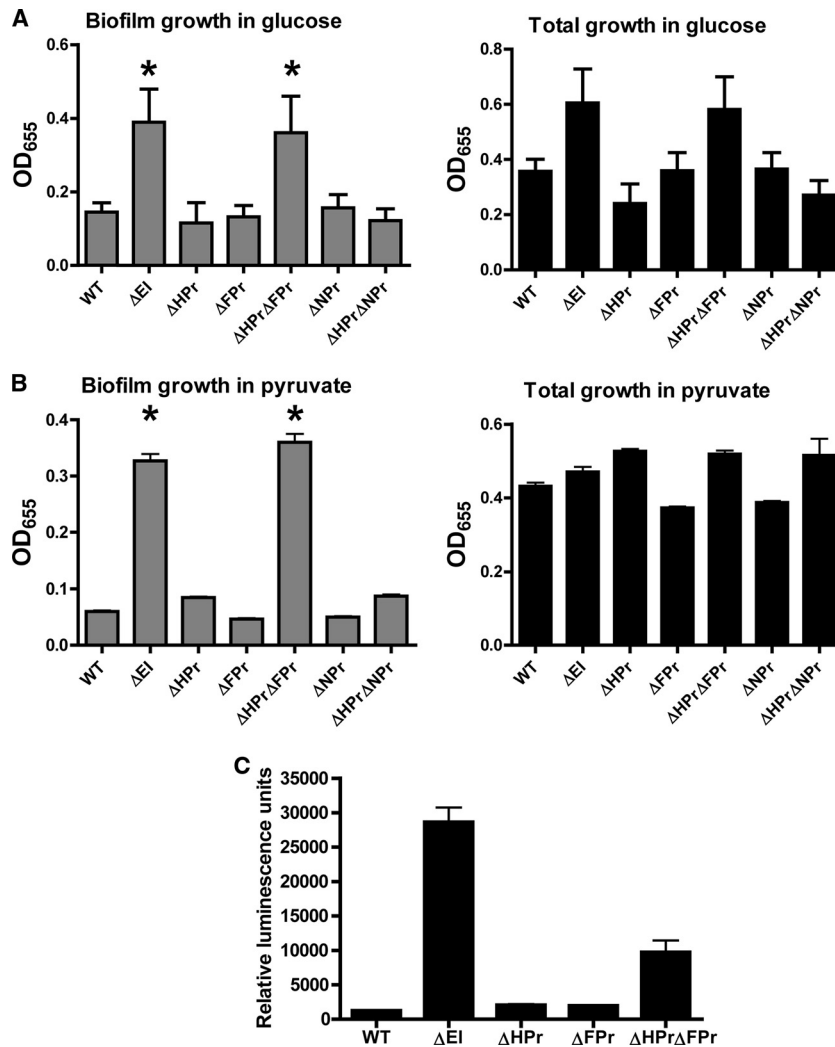 A
Biofilm growth in glucose
Total growth in glucose
OD655
0.6
0.4
0.2
0.0
*
*
WT
ΔEI
ΔHPr
ΔFPr
ΔHPrΔFPr
ΔNPr
ΔHPrΔNPr
OD655
0.8
0.6
0.4
0.2
0.0
WT
ΔEI
ΔHPr
ΔFPr
ΔHPrΔFPr
ΔNPr
ΔHPrΔNPr
B
Biofilm growth in pyruvate
Total growth in pyruvate
OD655
0.4
0.3
0.2
0.1
0.0
*
*
WT
ΔEI
ΔHPr
ΔFPr
ΔHPrΔFPr
ΔNPr
ΔHPrΔNPr
OD655
0.6
0.4
0.2
0.0
WT
ΔEI
ΔHPr
ΔFPr
ΔHPrΔFPr
ΔNPr
ΔHPrΔNPr
C
Relative luminescence units
35000
30000
25000
20000
15000
10000
5000
0
WT
ΔEI
ΔHPr
ΔFPr
ΔHPrΔFPr